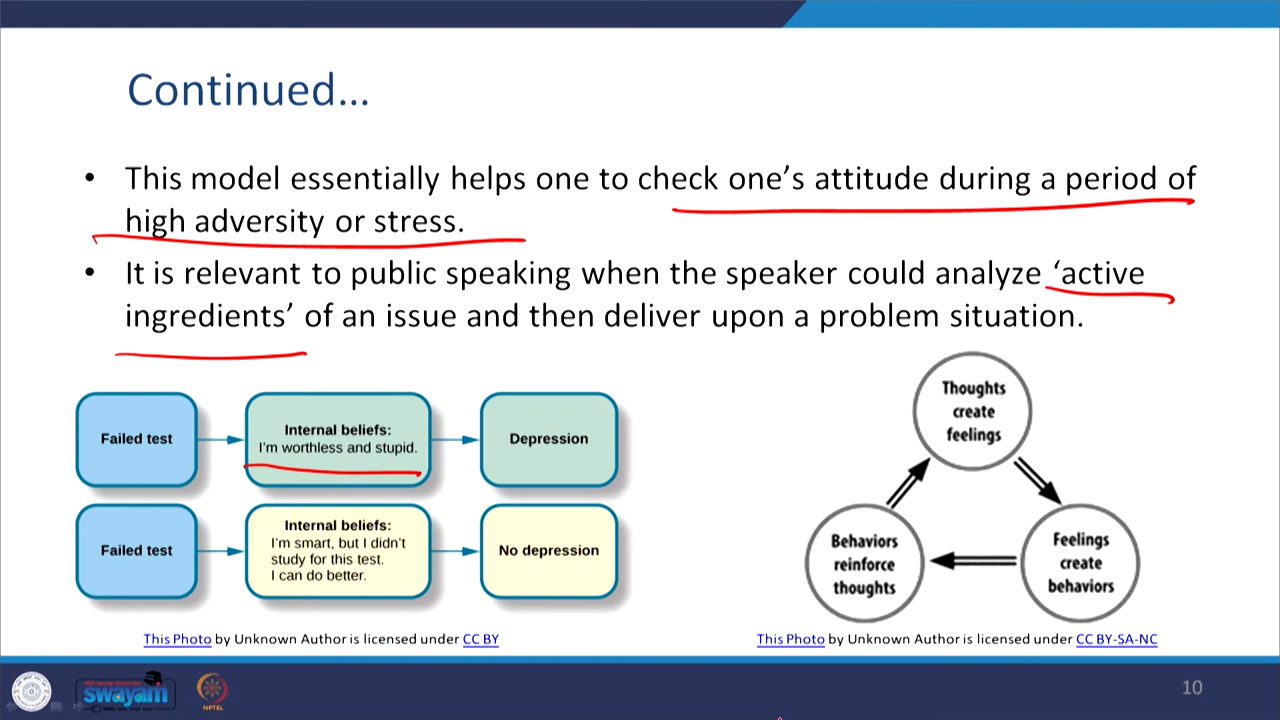 Continued...
• This model essentially helps one to check one's attitude during a period of
high adversity or stress.
• It is relevant to public speaking when the speaker could analyze 'active
ingredients' of an issue and then deliver upon a problem situation.
Failed test
Internal beliefs:
I'm worthless and stupid.
Depression
Failed test
Internal beliefs:
I'm smart, but I didn't
study for this test.
I can do better.
No depression
This Photo by Unknown Author is licensed under CC BY
Thoughts
create
feelings
Feelings
create
behaviors
Behaviors
reinforce
thoughts
This Photo by Unknown Author is licensed under CC BY-SA-NC
swayam
NPTEL
10